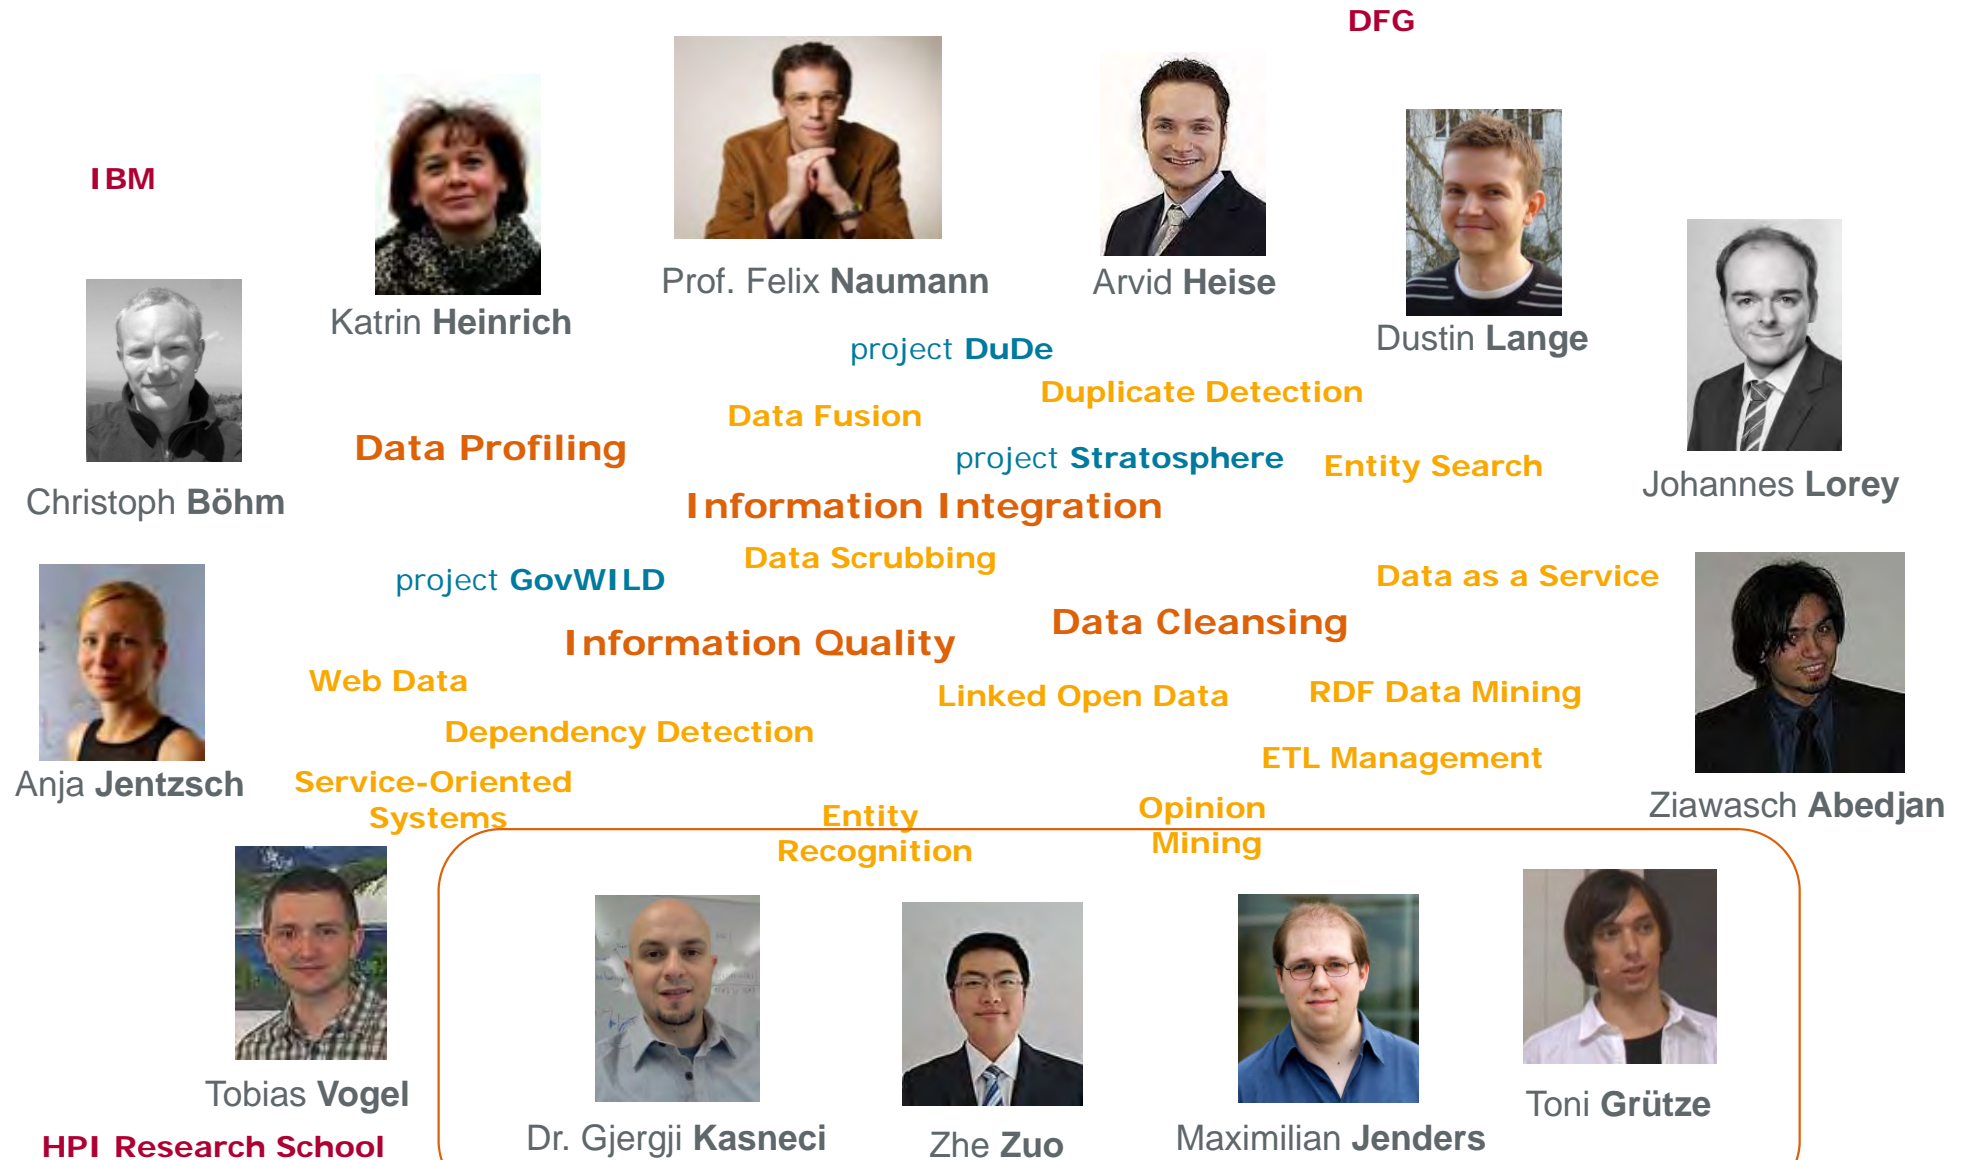 DFG
IBM
Prof. Felix Naumann
Arvid Heise
Katrin Heinrich
Dustin Lange
project DuDe
Duplicate Detection
Data Fusion
Data Profiling
project Stratosphere
Entity Search
Johannes Lorey
Christoph Böhm
Information Integration
Data Scrubbing
project GovWILD
Data as a Service
Data Cleansing
Information Quality
Web Data
Linked Open Data
RDF Data Mining
Dependency Detection
ETL Management
Anja Jentzsch
Service-Oriented
Systems
Ziawasch Abedjan
Entity
Recognition
Opinion
Mining
Tobias Vogel
Toni Grütze
HPI Research School
Dr. Gjergji Kasneci
Zhe Zuo
Maximilian Jenders